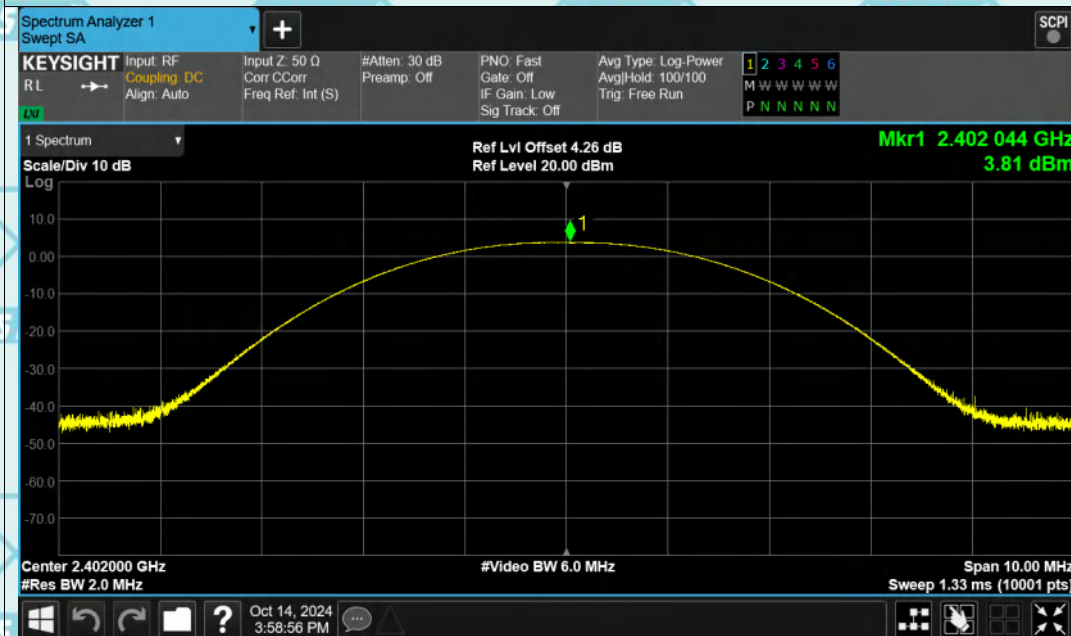 Spectrum Analyzer 1
Swept SA
+
SCPI
KEYSIGHT
R L
LXI
Input: RF
Coupling: DC
Align: Auto
Input Z: 50 Ω
Corr CCorr
Freq Ref: Int (S)
#Atten: 30 dB
Preamp: Off
PNO: Fast
Gate: Off
IF Gain: Low
Sig Track: Off
Avg Type: Log-Power
Avg|Hold: 100/100
Trig: Free Run
1 2 3 4 5 6
M W W W W W
P N N N N N
1 Spectrum
Scale/Div 10 dB
Log
Ref Lvl Offset 4.26 dB
Ref Level 20.00 dBm
Mkr1 2.402 044 GHz
3.81 dBm
1
10.0
0.00
-10.0
-20.0
-30.0
-40.0
-50.0
-60.0
-70.0
Center 2.402000 GHz
#Res BW 2.0 MHz
#Video BW 6.0 MHz
Span 10.00 MHz
Sweep 1.33 ms (10001 pts)
?
Oct 14, 2024
3:58:56 PM